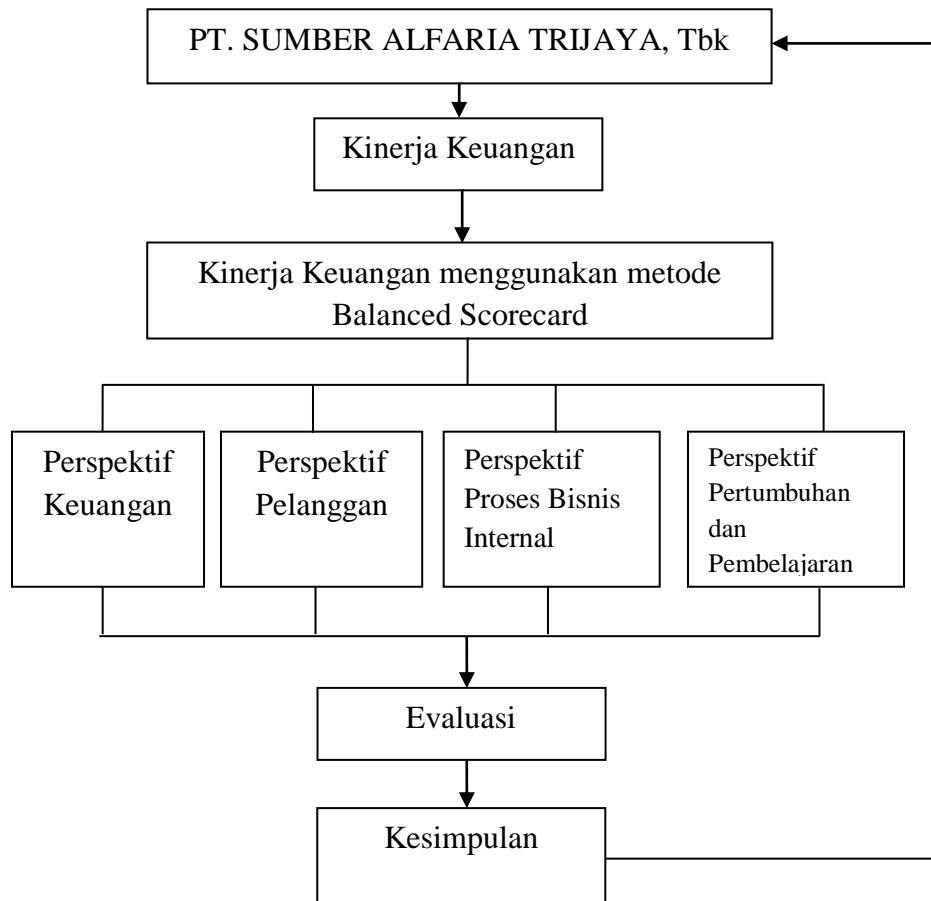 PT. SUMBER ALFARIA TRIJAYA, Tbk
Kinerja Keuangan
Kinerja Keuangan menggunakan metode
Balanced Scorecard
Perspektif
Keuangan
Perspektif
Pelanggan
Perspektif
Proses Bisnis
Internal
Perspektif
Pertumbuhan
dan
Pembelajaran
Evaluasi
Kesimpulan